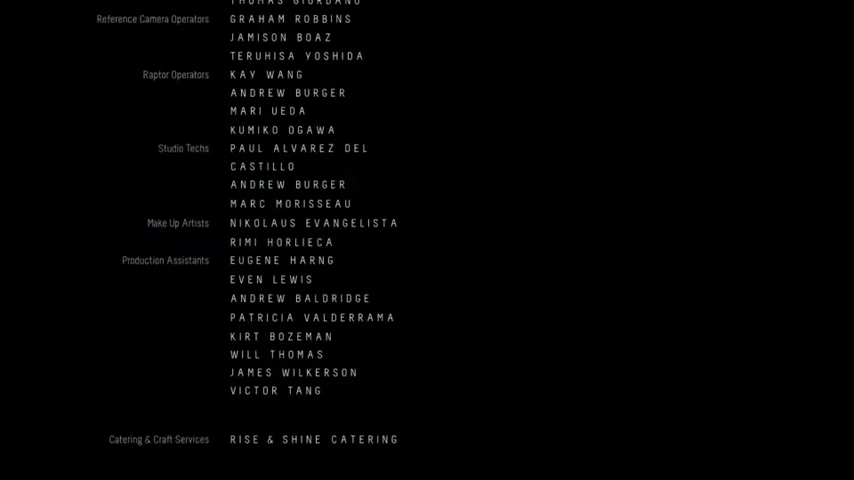 THOMAS GIORDANO
Reference Camera Operators GRAHAM ROBBINS
JAMISON BOAZ
TERUHISA YOSHIDA
Raptor Operators KAY WANG
ANDREW BURGER
MARI UEDA
KUMIKO OGAWA
Studio Techs PAUL ALVAREZ DEL
CASTILLO
ANDREW BURGER
MARC MORISSEAU
Make Up Artists NIKOLAUS EVANGELISTA
RIMI HORLIECA
Production Assistants EUGENE HARNG
EVEN LEWIS
ANDREW BALDRIDGE
PATRICIA VALDERRAMA
KIRT BOZEMAN
WILL THOMAS
JAMES WILKERSON
VICTOR TANG
Catering & Craft Services RISE & SHINE CATERING